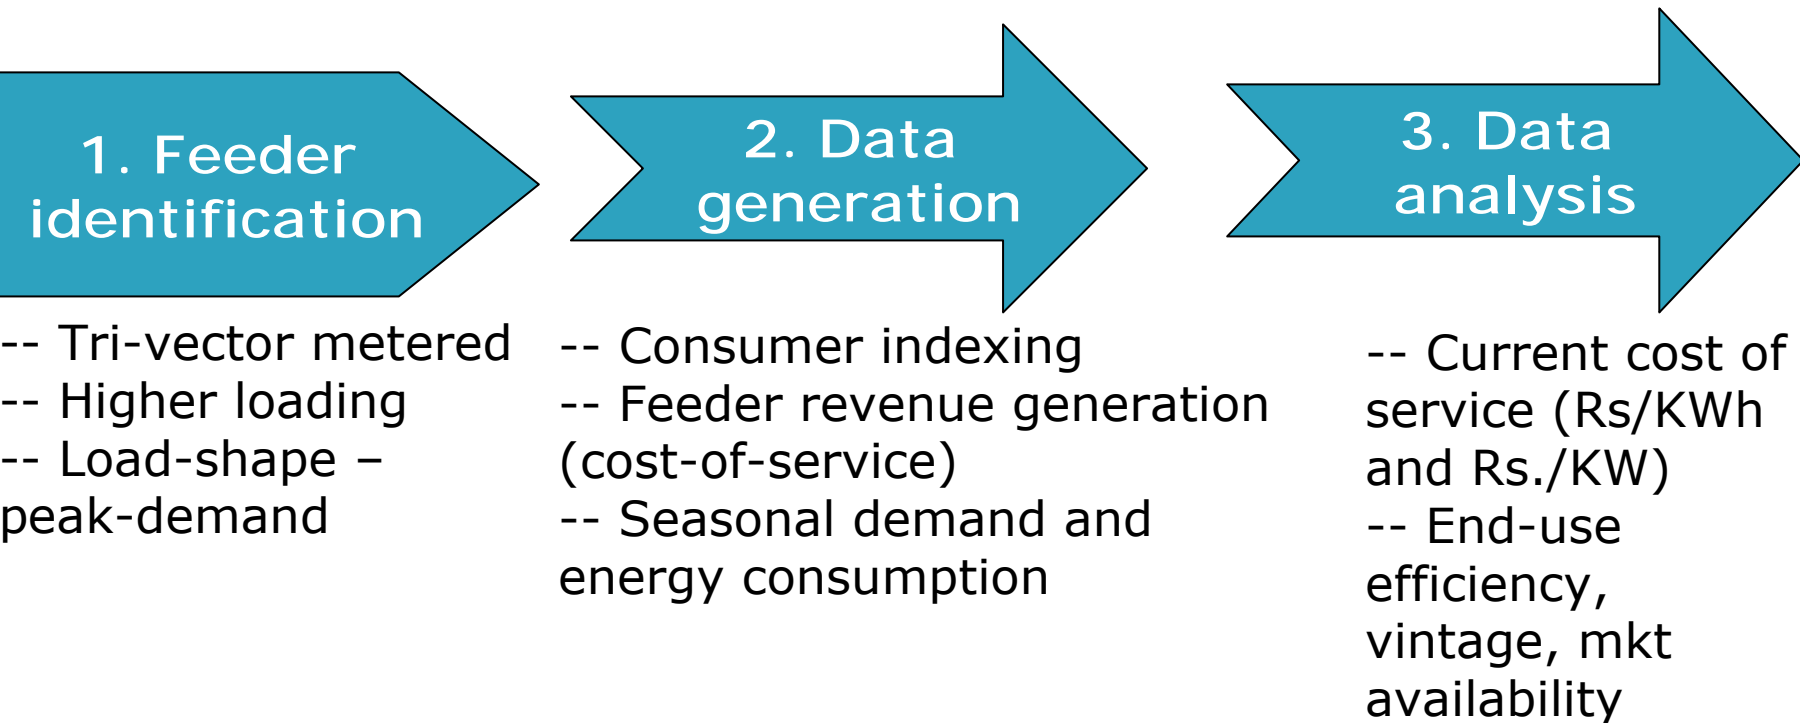 1. Feeder
identification
-- Tri-vector metered
-- Higher loading
-- Load-shape –
peak-demand
2. Data
generation
-- Consumer indexing
-- Feeder revenue generation
(cost-of-service)
-- Seasonal demand and
energy consumption
3. Data
analysis
-- Current cost of
service (Rs/KWh
and Rs./KW)
-- End-use
efficiency,
vintage, mkt
availability